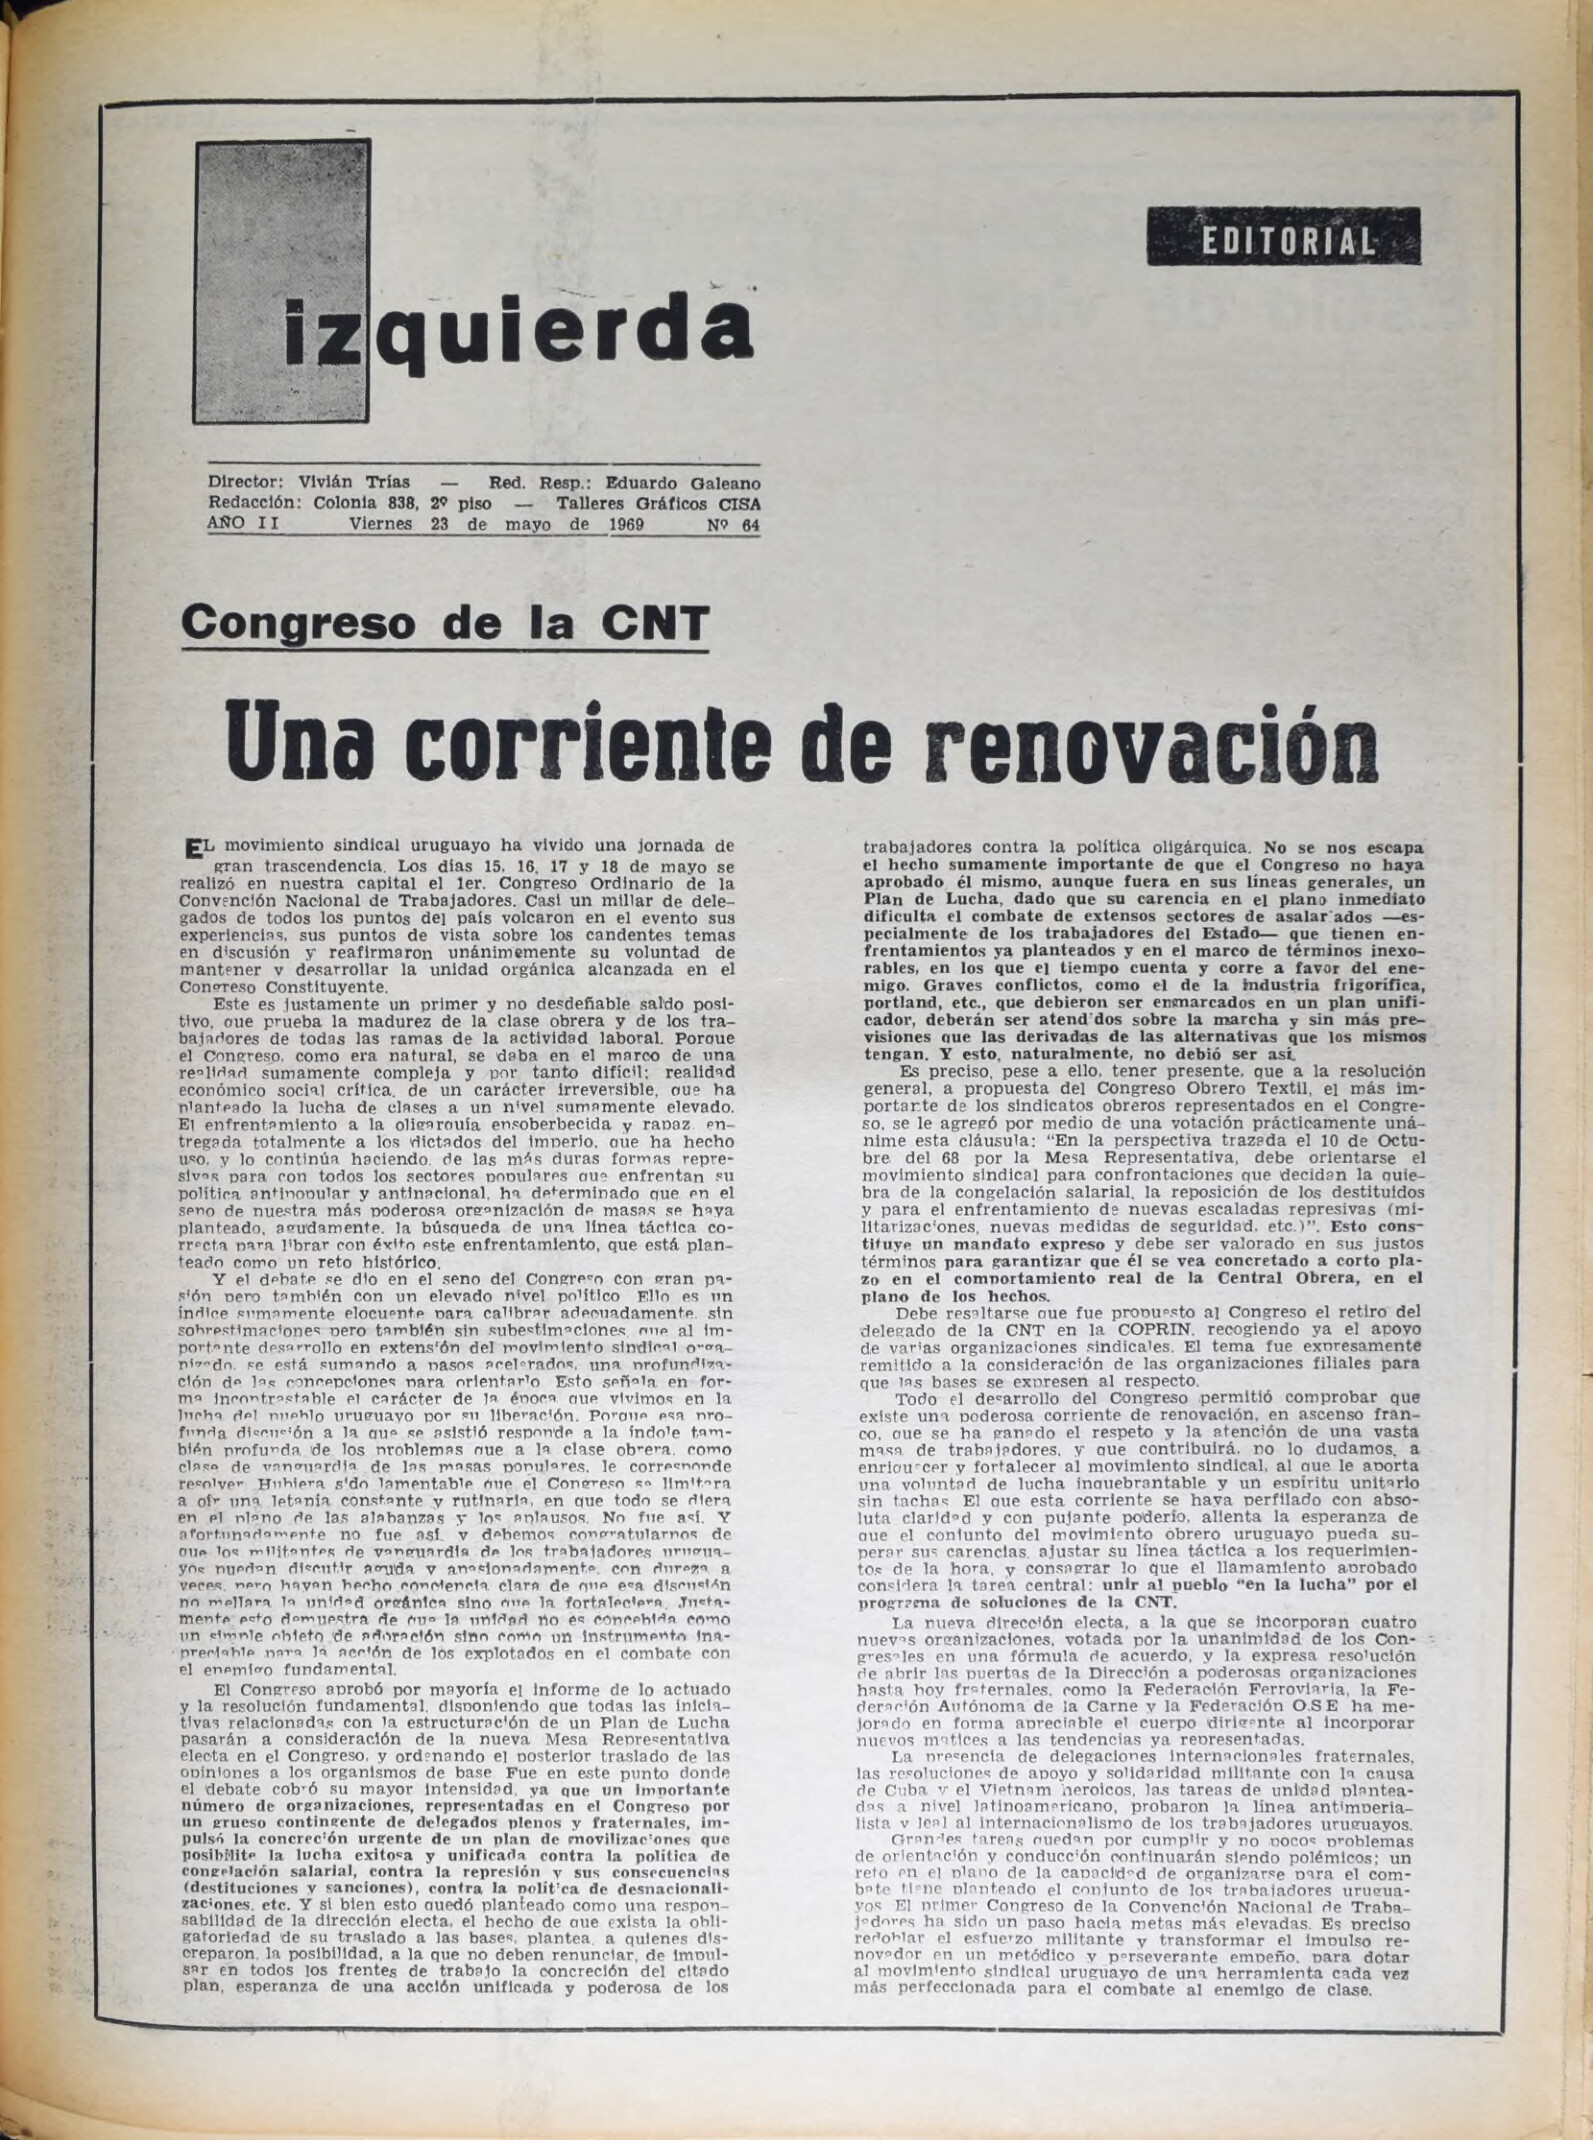 izquierda
EDITORIAL
Director: Vivián Trías — Red. Resp.: Eduardo Galeano
Redacción: Colonia 838, 2º piso — Talleres Gráficos CISA
AÑO II Viernes 23 de mayo de 1969 Nº 64
Congreso de la CNT
Una corriente de renovación
EL movimiento sindical uruguayo ha vivido una jornada de
gran trascendencia. Los días 15, 16, 17 y 18 de mayo se
realizó en nuestra capital el 1er. Congreso Ordinario de la
Convención Nacional de Trabajadores. Casi un millar de dele-
gados de todos los puntos del país volcaron en el evento sus
experiencias, sus puntos de vista sobre los candentes temas
en discusión y reafirmaron unánimemente su voluntad de
mantener y desarrollar la unidad orgánica alcanzada en el
Congreso Constituyente.
Este es justamente un primer y no desdeñable saldo posi-
tivo, que prueba la madurez de la clase obrera y de los tra-
bajadores de todas las ramas de la actividad laboral. Porque
el Congreso, como era natural, se daba en el marco de una
realidad sumamente compleja y por tanto difícil; realidad
económico social crítica, de un carácter irreversible, que ha
planteado la lucha de clases a un nivel sumamente elevado.
El enfrentamiento a la oligarquía ensoberbecida y rapaz, en-
tregada totalmente a los dictados del imperio, que ha hecho
uso, y lo continúa haciendo, de las más duras formas repre-
sivas para con todos los sectores populares que enfrentan su
política antipopular y antinacional, ha determinado que en el
seno de nuestra más poderosa organización de masas se haya
planteado, agudamente, la búsqueda de una línea táctica co-
rrecta para librar con éxito este enfrentamiento, que está plan-
teado como un reto histórico.
Y el debate se dio en el seno del Congreso con gran pa-
sión pero también con un elevado nivel político Ello es un
índice sumamente elocuente para calibrar adecuadamente, sin
sobrestimaciones pero también sin subestimaciones, que al im-
portante desarrollo en extensión del movimiento sindical orga-
nizado, se está sumando a pasos acelerados, una profundiza-
ción de las concepciones para orientarlo Esto señala en for-
ma incontrastable el carácter de la época que vivimos en la
lucha del pueblo uruguayo por su liberación. Porque esa pro-
funda discusión a la que se asistió responde a la índole tam-
bién profunda de los problemas que a la clase obrera, como
clase de vanguardia de las masas populares, le corresponde
resolver Hubiera sido lamentable que el Congreso se limitara
a oír una letanía constante y rutinaria, en que todo se diera
en el plano de las alabanzas y los aplausos. No fue así. Y
afortunadamente no fue así, y debemos congratularnos de
que los militantes de vanguardia de los trabajadores urugua-
yos puedan discutir aguda y apasionadamente, con dureza a
veces, pero hayan hecho conciencia clara de que esa discusión
no mellara la unidad orgánica sino que la fortaleciera. Justa-
mente esto demuestra de que la unidad no es concebida como
un simple objeto de adoración sino como un instrumento ina-
preciable para la acción de los explotados en el combate con
el enemigo fundamental.
El Congreso aprobó por mayoría el informe de lo actuado
y la resolución fundamental, disponiendo que todas las inicia-
tivas relacionadas con la estructuración de un Plan de Lucha
pasarán a consideración de la nueva Mesa Representativa
electa en el Congreso, y ordenando el posterior traslado de las
opiniones a los organismos de base Fue en este punto donde
el debate cobró su mayor intensidad, ya que un importante
número de organizaciones, representadas en el Congreso por
un grueso contingente de delegados plenos y fraternales, im-
pulsó la concreción urgente de un plan de movilizaciones que
posibilite la lucha exitosa y unificada contra la política de
congelación salarial, contra la represión y sus consecuencias
(destituciones y sanciones), contra la política de desnacionali-
zaciones, etc. Y si bien esto quedó planteado como una respon-
sabilidad de la dirección electa, el hecho de que exista la obli-
gatoriedad de su traslado a las bases, plantea, a quienes dis-
creparon, la posibilidad, a la que no deben renunciar, de impul-
sar en todos los frentes de trabajo la concreción del citado
plan, esperanza de una acción unificada y poderosa de los
trabajadores contra la política oligárquica. No se nos escapa
el hecho sumamente importante de que el Congreso no haya
aprobado él mismo, aunque fuera en sus líneas generales, un
Plan de Lucha, dado que su carencia en el plano inmediato
dificulta el combate de extensos sectores de asalariados —es-
pecialmente de los trabajadores del Estado— que tienen en-
frentamientos ya planteados y en el marco de términos inexo-
rables, en los que el tiempo cuenta y corre a favor del ene-
migo. Graves conflictos, como el de la industria frigorífica,
portland, etc., que debieron ser enmarcados en un plan unifi-
cador, deberán ser atendidos sobre la marcha y sin más pre-
visiones que las derivadas de las alternativas que los mismos
tengan. Y esto, naturalmente, no debió ser así.
Es preciso, pese a ello, tener presente, que a la resolución
general, a propuesta del Congreso Obrero Textil, el más im-
portante de los sindicatos obreros representados en el Congre-
so, se le agregó por medio de una votación prácticamente uná-
nime esta cláusula: "En la perspectiva trazada el 10 de Octu-
bre del 68 por la Mesa Representativa, debe orientarse el
movimiento sindical para confrontaciones que decidan la quie-
bra de la congelación salarial, la reposición de los destituidos
y para el enfrentamiento de nuevas escaladas represivas (mi-
litarizaciones, nuevas medidas de seguridad, etc.)". Esto cons-
tituye un mandato expreso y debe ser valorado en sus justos
términos para garantizar que él se vea concretado a corto pla-
zo en el comportamiento real de la Central Obrera, en el
plano de los hechos.
Debe resaltarse que fue propuesto al Congreso el retiro del
delegado de la CNT en la COPRIN, recogiendo ya el apoyo
de varias organizaciones sindicales. El tema fue expresamente
remitido a la consideración de las organizaciones filiales para
que las bases se expresen al respecto.
Todo el desarrollo del Congreso permitió comprobar que
existe una poderosa corriente de renovación, en ascenso fran-
co, que se ha ganado el respeto y la atención de una vasta
masa de trabajadores, y que contribuirá, no lo dudamos, a
enriquecer y fortalecer al movimiento sindical, al que le aporta
una voluntad de lucha inquebrantable y un espíritu unitario
sin tachas El que esta corriente se haya perfilado con abso-
luta claridad y con pujante poderío, alienta la esperanza de
que el conjunto del movimiento obrero uruguayo pueda su-
perar sus carencias, ajustar su línea táctica a los requerimien-
tos de la hora, y consagrar lo que el llamamiento aprobado
considera la tarea central: unir al pueblo "en la lucha" por el
programa de soluciones de la CNT.
La nueva dirección electa, a la que se incorporan cuatro
nuevas organizaciones, votada por la unanimidad de los Con-
gresales en una fórmula de acuerdo, y la expresa resolución
de abrir las puertas de la Dirección a poderosas organizaciones
hasta hoy fraternales, como la Federación Ferroviaria, la Fe-
deración Autónoma de la Carne y la Federación O.S.E ha me-
jorado en forma apreciable el cuerpo dirigente al incorporar
nuevos matices a las tendencias ya representadas.
La presencia de delegaciones internacionales fraternales,
las resoluciones de apoyo y solidaridad militante con la causa
de Cuba y el Vietnam heroicos, las tareas de unidad plantea-
das a nivel latinoamericano, probaron la línea antimperia-
lista y leal al internacionalismo de los trabajadores uruguayos.
Grandes tareas quedan por cumplir y no pocos problemas
de orientación y conducción continuarán siendo polémicos; un
reto en el plano de la capacidad de organizarse para el com-
bate tiene planteado el conjunto de los trabajadores urugua-
yos El primer Congreso de la Convención Nacional de Traba-
jadores ha sido un paso hacia metas más elevadas. Es preciso
redoblar el esfuerzo militante y transformar el impulso re-
novador en un metódico y perseverante empeño, para dotar
al movimiento sindical uruguayo de una herramienta cada vez
más perfeccionada para el combate al enemigo de clase.